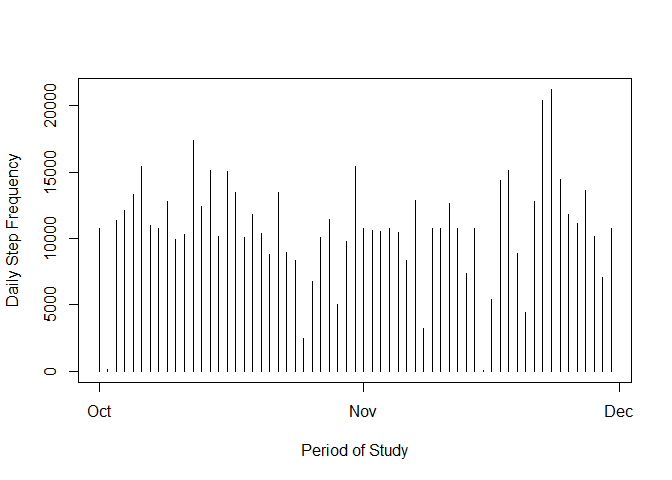 Daily Step Frequency
20000
15000
10000
5000
0
Oct
Nov
Dec
Period of Study